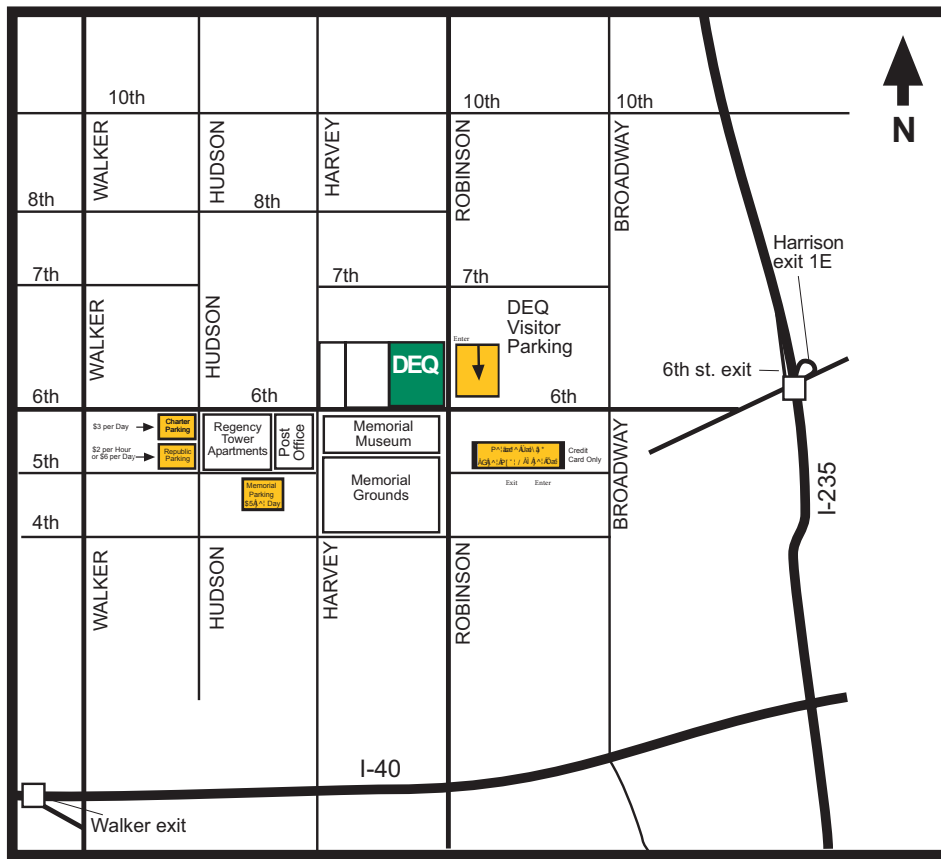 10th
10th
10th
N
WALKER
HUDSON
HARVEY
ROBINSON
BROADWAY
8th
8th
Harrison
exit 1E
7th
7th
7th
WALKER
HUDSON
DEQ
Visitor
Parking
Enter
DEQ
6th st. exit
6th
6th
6th
$3 per Day
Charter
Parking
Regency
Tower
Apartments
Post
Office
Memorial
Museum
BROADWAY
$2 per Hour
or $6 per Day
Republic
Parking
Credit
Card Only
5th
Memorial
Grounds
Exit
Enter
Memorial
Parking
Day
I-235
4th
WALKER
HUDSON
HARVEY
ROBINSON
I-40
Walker exit